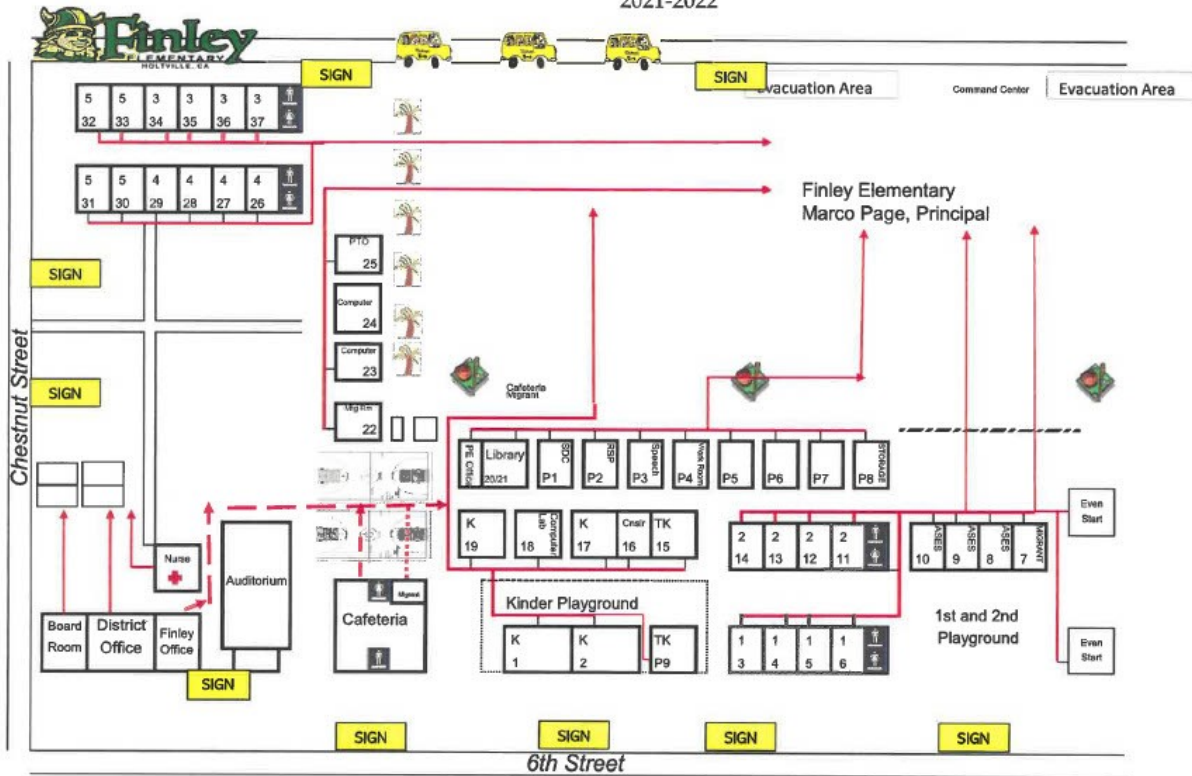 2021-2022
Finley
ELEMENTARY
HOLTVILLE, CA
SIGN
SIGN
Evacuation Area
Command Center
Evacuation Area
5 5 3 3 3 3
32 33 34 35 36 37
5 5 4 4 4 4
31 30 29 28 27 26
Finley Elementary
Marco Page, Principal
PTO
25
SIGN
Computer
24
Computer
23
Chestnut Street
SIGN
Cafeteria
Migrant
Mtg Rm
22
PE Office
Library
20/21
SDC
P1
RSP
P2
Speech
P3
Work Room
P4
P5
P6
P7
STORAGE
P8
K
19
Computer Lab
18
K
17
Cnslr
16
TK
15
2 2 2 2
14 13 12 11
ASES
10
ASES
9
ASES
8
MIGRANT
7
Even
Start
Nurse
Auditorium
Migrant
Cafeteria
Kinder Playground
Board
Room
District
Office
Finley
Office
K
1
K
2
TK
P9
1 1 1 1
3 4 5 6
1st and 2nd
Playground
Even
Start
SIGN
SIGN
SIGN
SIGN
SIGN
6th Street